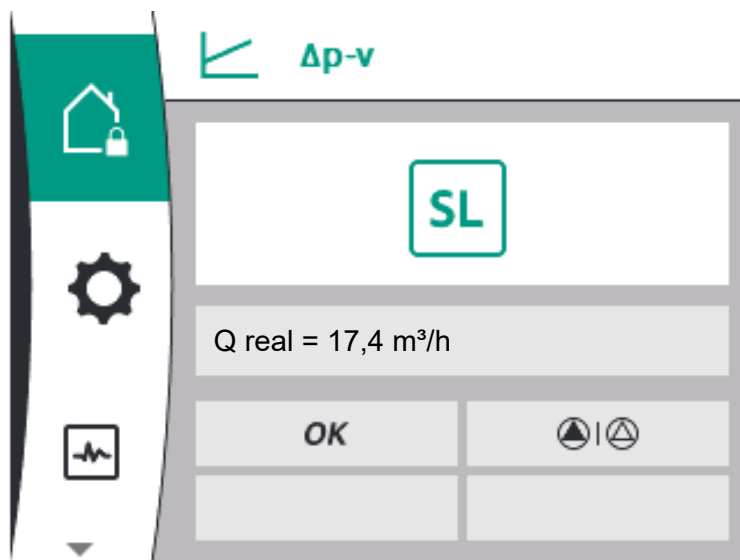 Δp-v
SL
Q real = 17,4 m³/h
OK